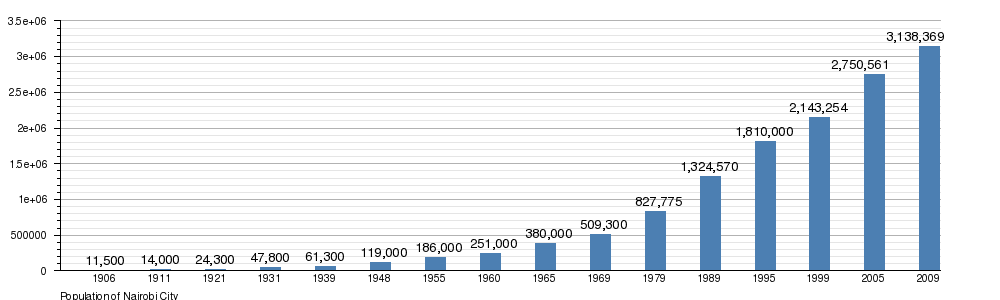 3.5e+06
3e+06
2.5e+06
2e+06
1.5e+06
1e+06
500000
0
11,500
14,000
24,300
47,800
61,300
119,000
186,000
251,000
380,000
509,300
827,775
1,324,570
1,810,000
2,143,254
2,750,561
3,138,369
1906 1911 1921 1931 1939 1948 1955 1960 1965 1969 1979 1989 1995 1999 2005 2009
Population of Nairobi City